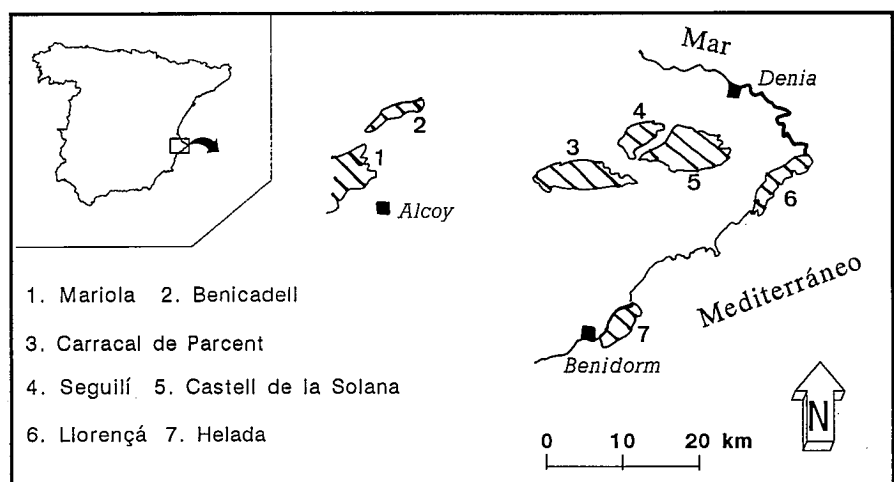 Mar
Denia
4
2
3
1
5
6
Alcoy
Mediterráneo
1. Mariola 2. Benicadell
7
3. Carracal de Parcent
Benidorm
4. Seguilí 5. Castell de la Solana
N
6. Llorençá 7. Helada
0 10 20 km